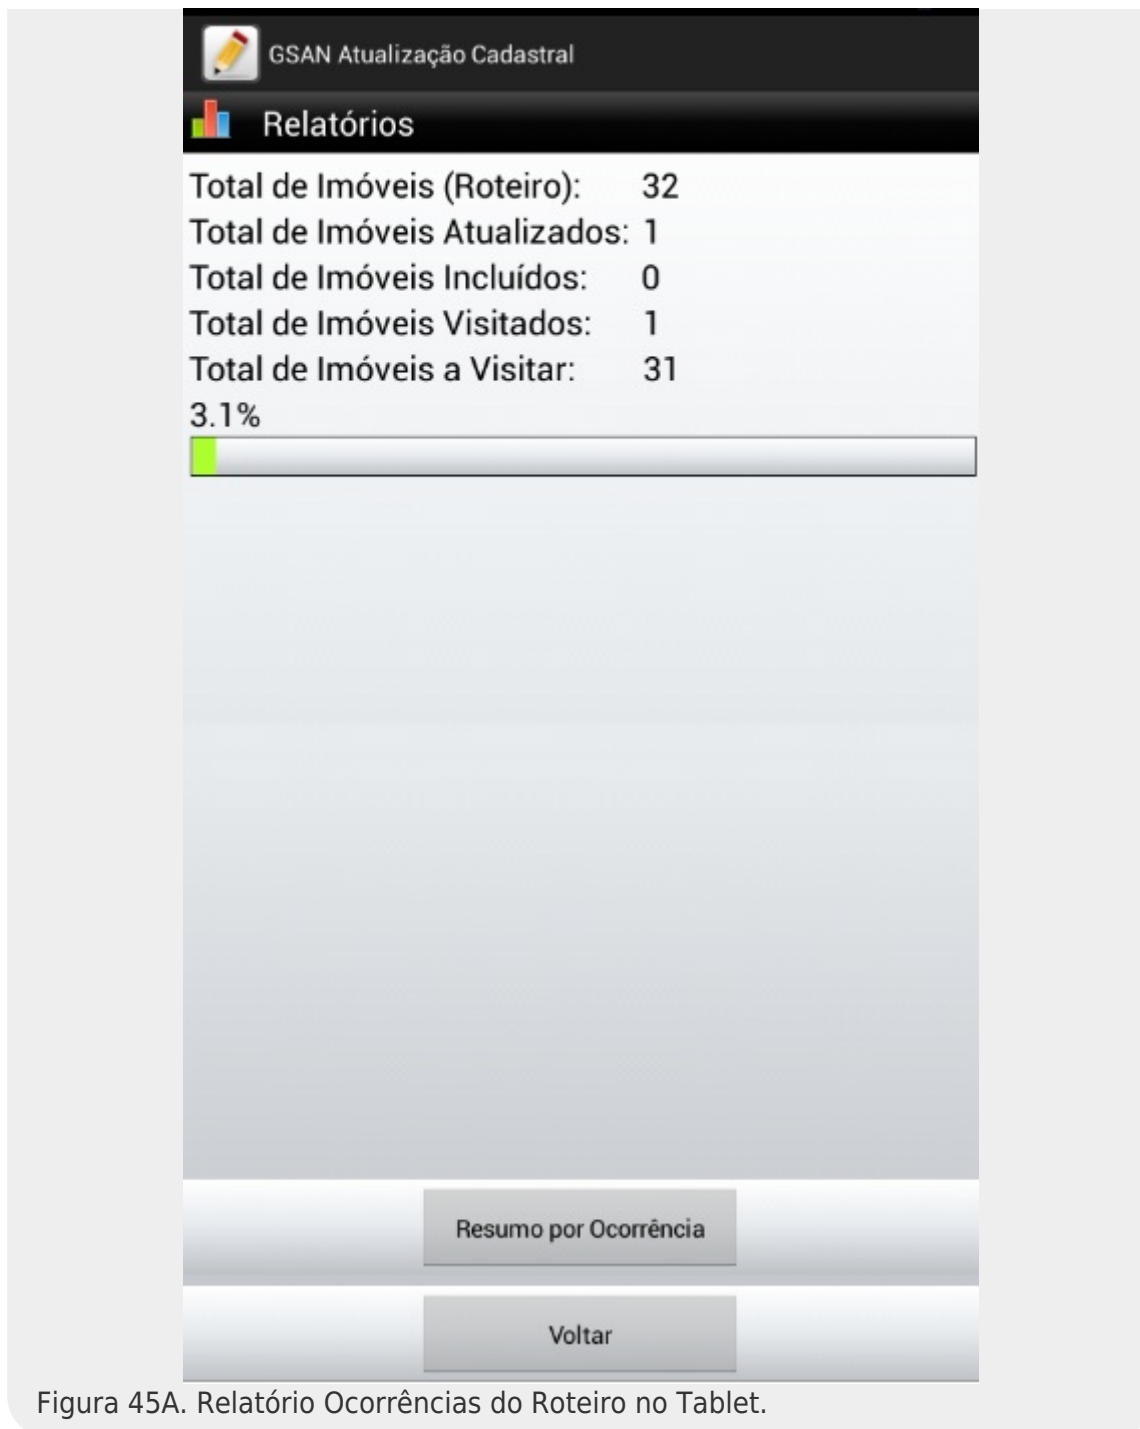 GSAN Atualização Cadastral
Relatórios
Total de Imóveis (Roteiro): 32
Total de Imóveis Atualizados: 1
Total de Imóveis Incluídos: 0
Total de Imóveis Visitados: 1
Total de Imóveis a Visitar: 31
3.1%
Resumo por Ocorrência
Voltar
Figura 45A. Relatório Ocorrências do Roteiro no Tablet.